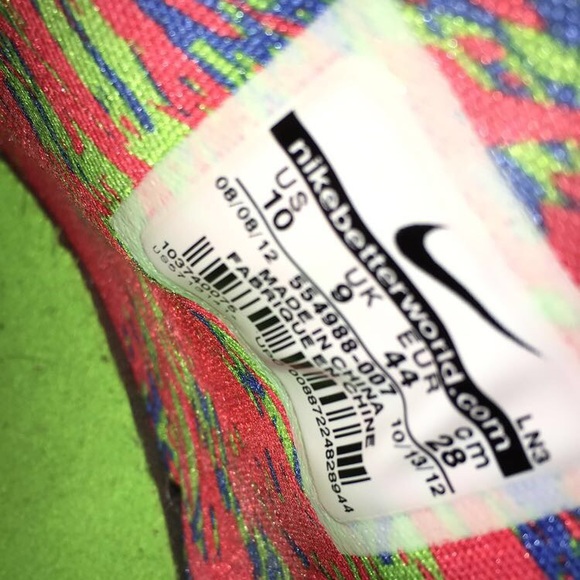 nikebetterworld.com
US UK EUR cm
10 9 44 28
08/08/12 10/13/12
LN3
554988-007
MADE IN CHINA
FABRIQUE EN CHINE
00887224828944